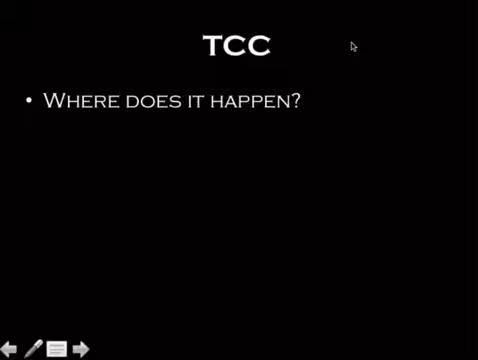 TCC
• Where does it happen?